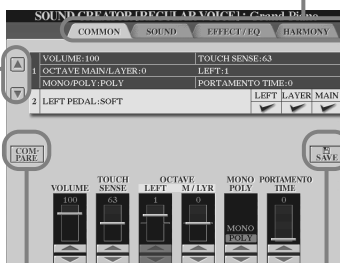 SOUND CREATOR [REGULAR VOICE] : Grand Piano
COMMON SOUND EFFECT / EQ HARMONY
1 VOLUME:100 TOUCH SENSE:63
OCTAVE MAIN/LAYER:0 LEFT:1
MONO/POLY:POLY PORTAMENTO TIME:0
2 LEFT PEDAL:SOFT LEFT LAYER MAIN
COM-
PARE
SAVE
VOLUME TOUCH SENSE OCTAVE LEFT M / LYR MONO POLY PORTAMENTO TIME
100 63 1 0 0
MONO
POLY